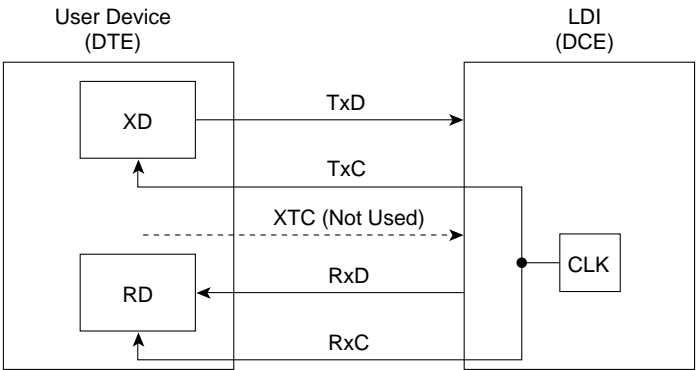 User Device
(DTE)
LDI
(DCE)
XD
TxD
TxC
XTC (Not Used)
CLK
RD
RxD
RxC